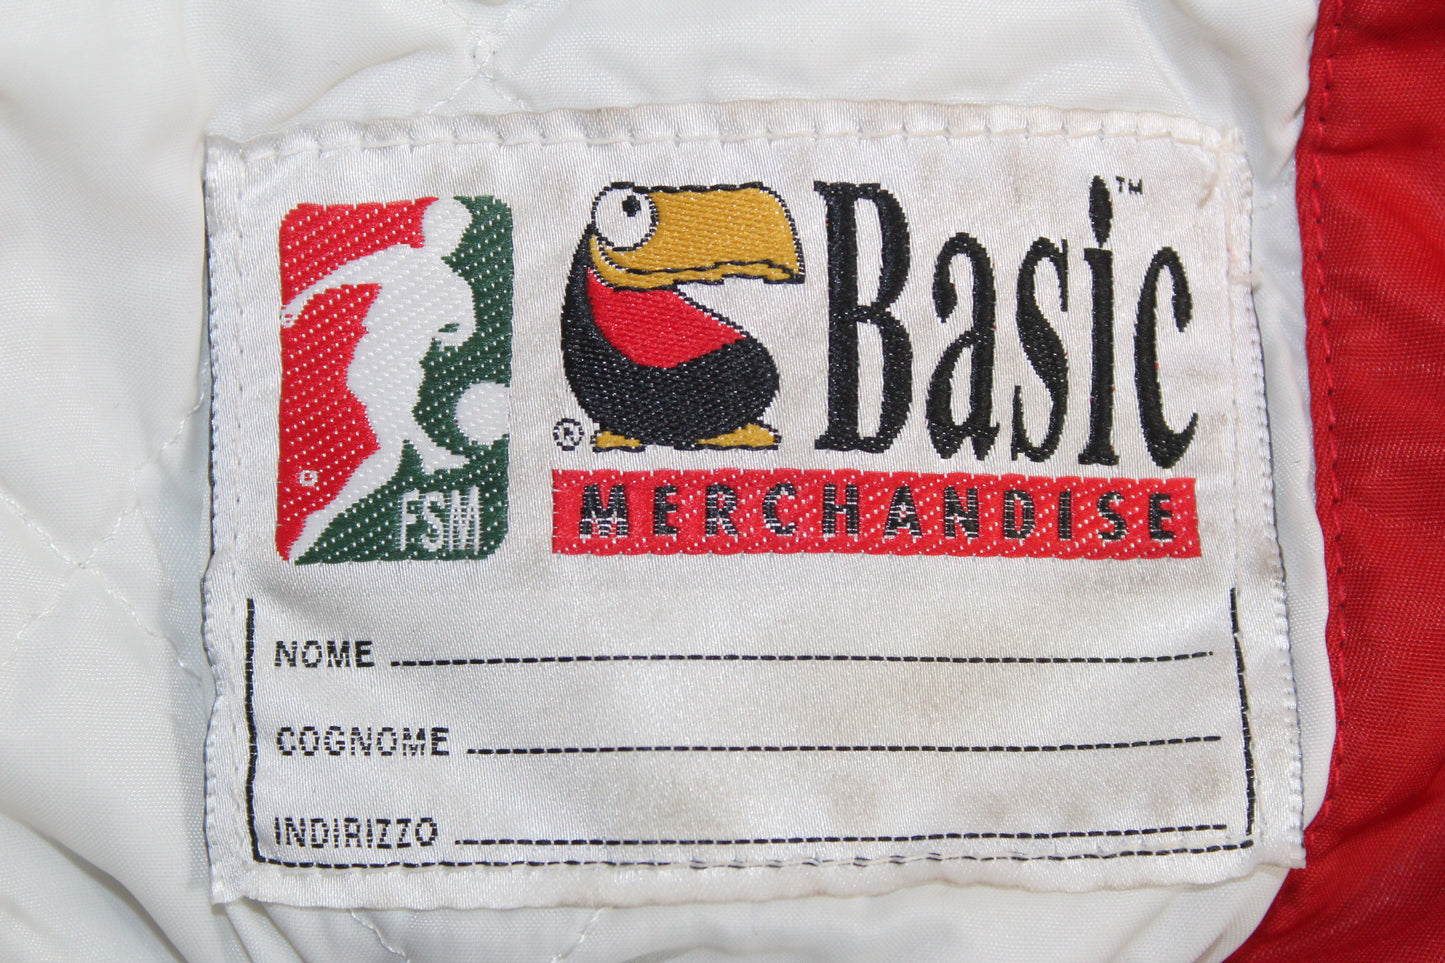 FSM
® Basic™
MERCHANDISE
NOME
COGNOME
INDIRIZZO